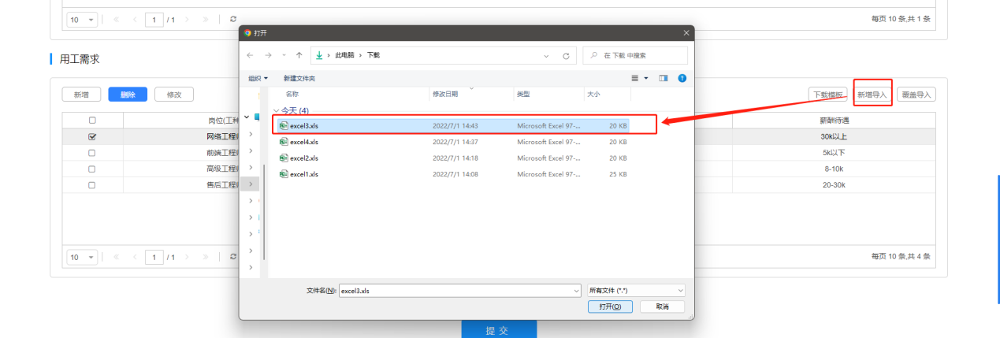 10 1 /1 每页 10 条,共 1 条
打开
用工需求
此电脑 › 下载 在 下载 中搜索
组织 新建文件夹
新增 删除 修改 下载模板 新增导入 覆盖导入
名称 修改日期 类型 大小
今天 (4)
岗位(工种 薪酬待遇
excel3.xls 2022/7/1 14:43 Microsoft Excel 97-... 20 KB
网络工程师 30k以上
excel4.xls 2022/7/1 14:37 Microsoft Excel 97-... 20 KB
前端工程师 5k以下
excel2.xls 2022/7/1 14:18 Microsoft Excel 97-... 20 KB
高级工程师 8-10k
excel1.xls 2022/7/1 14:08 Microsoft Excel 97-... 25 KB
售后工程师 20-30k
10 1 /1 每页 10 条,共 4 条
文件名(N): excel3.xls 所有文件 (*.*)
打开(O) 取消
提 交